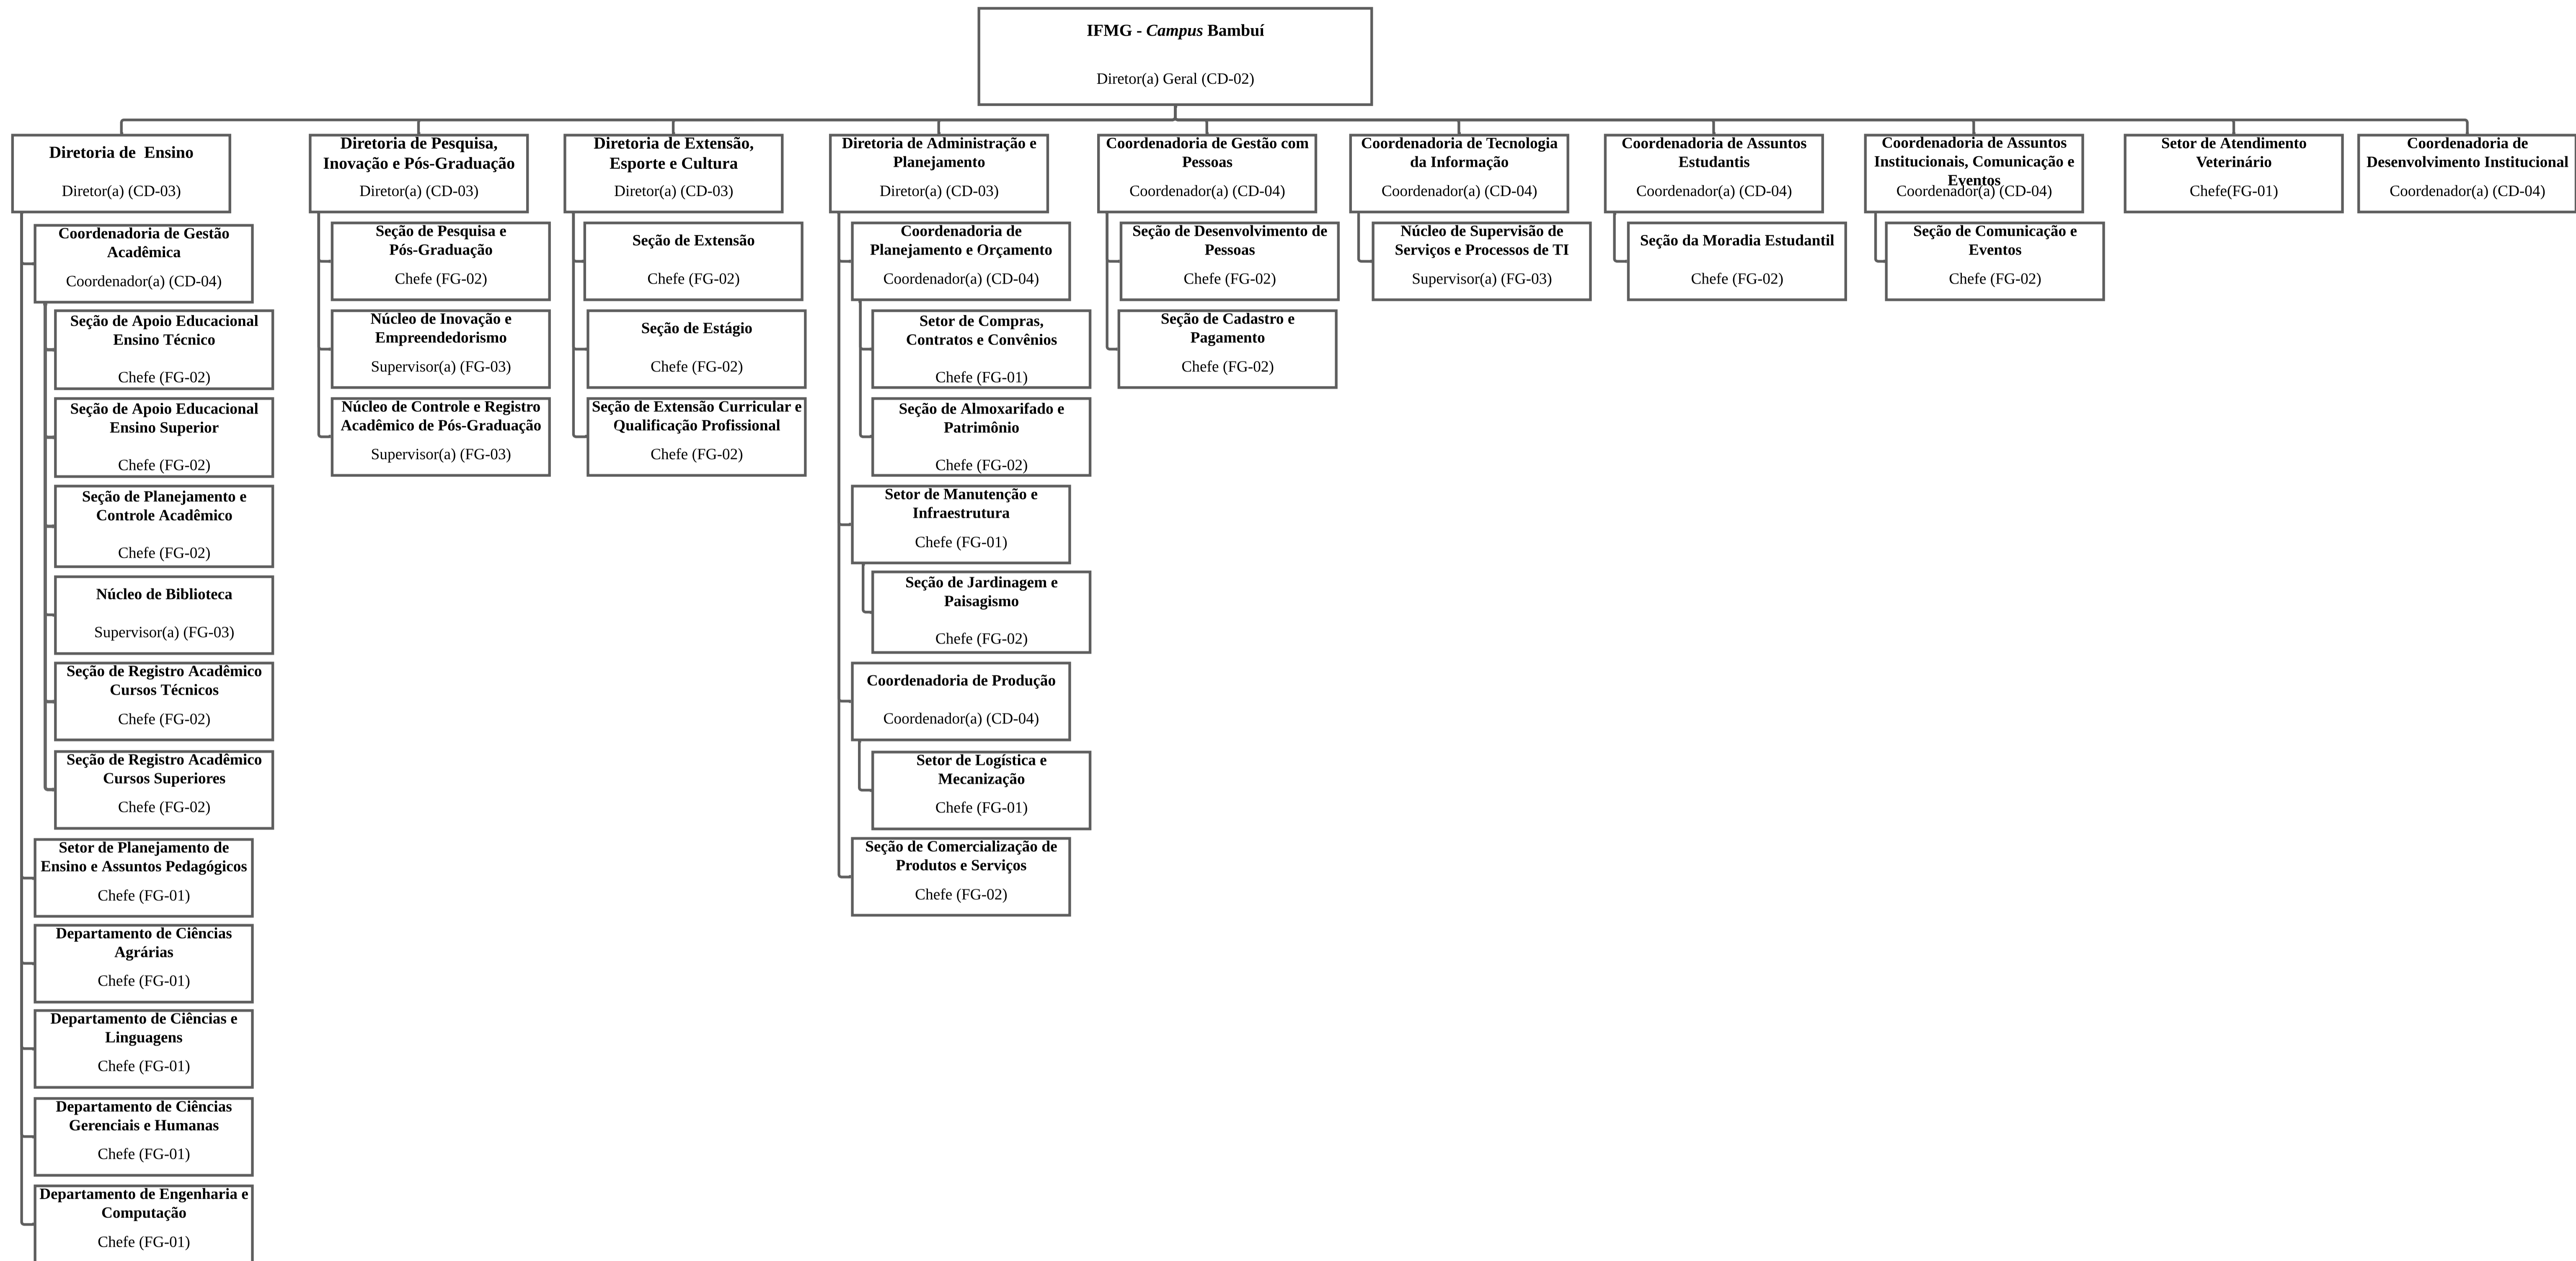 IFMG - Campus Bambuí
Diretor(a) Geral (CD-02)
Diretoria de Ensino
Diretor(a) (CD-03)
Coordenadoria de Gestão
Acadêmica
Coordenador(a) (CD-04)
Seção de Apoio Educacional
Ensino Técnico
Chefe (FG-02)
Seção de Apoio Educacional
Ensino Superior
Chefe (FG-02)
Seção de Planejamento e
Controle Acadêmico
Chefe (FG-02)
Núcleo de Biblioteca
Supervisor(a) (FG-03)
Seção de Registro Acadêmico
Cursos Técnicos
Chefe (FG-02)
Seção de Registro Acadêmico
Cursos Superiores
Chefe (FG-02)
Setor de Planejamento de
Ensino e Assuntos Pedagógicos
Chefe (FG-01)
Departamento de Ciências
Agrárias
Chefe (FG-01)
Departamento de Ciências e
Linguagens
Chefe (FG-01)
Departamento de Ciências
Gerenciais e Humanas
Chefe (FG-01)
Departamento de Engenharia e
Computação
Chefe (FG-01)
Diretoria de Pesquisa,
Inovação e Pós-Graduação
Diretor(a) (CD-03)
Seção de Pesquisa e
Pós-Graduação
Chefe (FG-02)
Núcleo de Inovação e
Empreendedorismo
Supervisor(a) (FG-03)
Núcleo de Controle e Registro
Acadêmico de Pós-Graduação
Supervisor(a) (FG-03)
Diretoria de Extensão,
Esporte e Cultura
Diretor(a) (CD-03)
Seção de Extensão
Chefe (FG-02)
Seção de Estágio
Chefe (FG-02)
Seção de Extensão Curricular e
Qualificação Profissional
Chefe (FG-02)
Diretoria de Administração e
Planejamento
Diretor(a) (CD-03)
Coordenadoria de
Planejamento e Orçamento
Coordenador(a) (CD-04)
Setor de Compras,
Contratos e Convênios
Chefe (FG-01)
Seção de Almoxarifado e
Patrimônio
Chefe (FG-02)
Setor de Manutenção e
Infraestrutura
Chefe (FG-01)
Seção de Jardinagem e
Paisagismo
Chefe (FG-02)
Coordenadoria de Produção
Coordenador(a) (CD-04)
Setor de Logística e
Mecanização
Chefe (FG-01)
Seção de Comercialização de
Produtos e Serviços
Chefe (FG-02)
Coordenadoria de Gestão com
Pessoas
Coordenador(a) (CD-04)
Seção de Desenvolvimento de
Pessoas
Chefe (FG-02)
Seção de Cadastro e
Pagamento
Chefe (FG-02)
Coordenadoria de Tecnologia
da Informação
Coordenador(a) (CD-04)
Núcleo de Supervisão de
Serviços e Processos de TI
Supervisor(a) (FG-03)
Coordenadoria de Assuntos
Estudantis
Coordenador(a) (CD-04)
Seção da Moradia Estudantil
Chefe (FG-02)
Coordenadoria de Assuntos
Institucionais, Comunicação e
Eventos
Coordenador(a) (CD-04)
Seção de Comunicação e
Eventos
Chefe (FG-02)
Setor de Atendimento
Veterinário
Chefe(FG-01)
Coordenadoria de
Desenvolvimento Institucional
Coordenador(a) (CD-04)